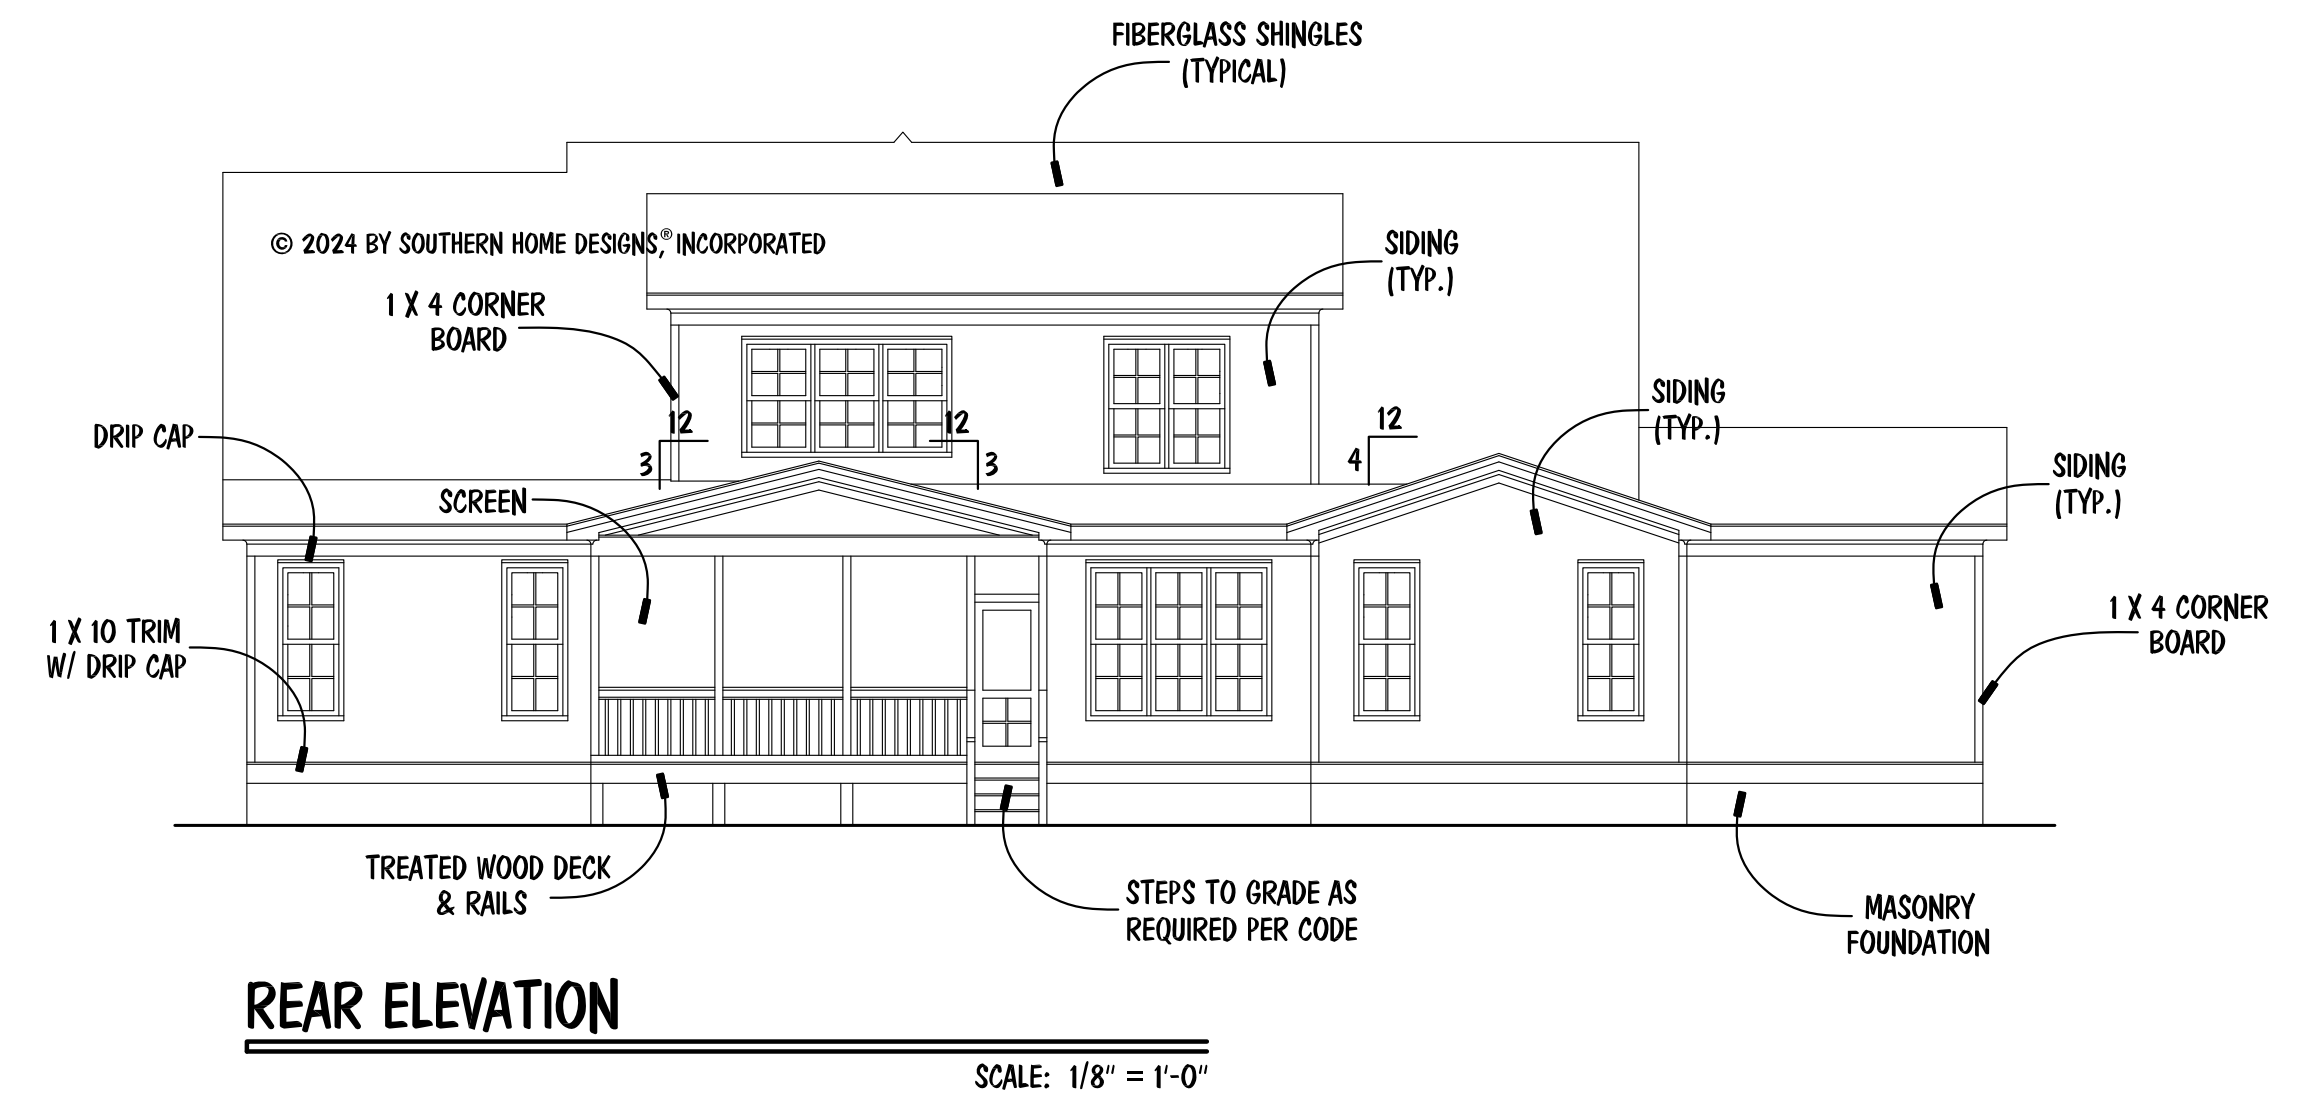 FIBERGLASS SHINGLES
(TYPICAL)
© 2024 BY SOUTHERN HOME DESIGNS,® INCORPORATED
SIDING
(TYP.)
1 X 4 CORNER
BOARD
SIDING
(TYP.)
12
3
12
3
12
4
DRIP CAP
SCREEN
SIDING
(TYP.)
1 X 4 CORNER
BOARD
1 X 10 TRIM
W/ DRIP CAP
TREATED WOOD DECK
& RAILS
STEPS TO GRADE AS
REQUIRED PER CODE
MASONRY
FOUNDATION
REAR ELEVATION
SCALE: 1/8" = 1'-0"